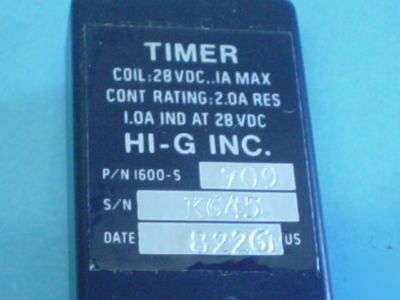 TIMER
COIL:28VDC..1A MAX
CONT RATING:2.0A RES
1.0A IND AT 28VDC
HI-G INC.
P/N 1600-S 709
S/N K645
DATE 8226 US